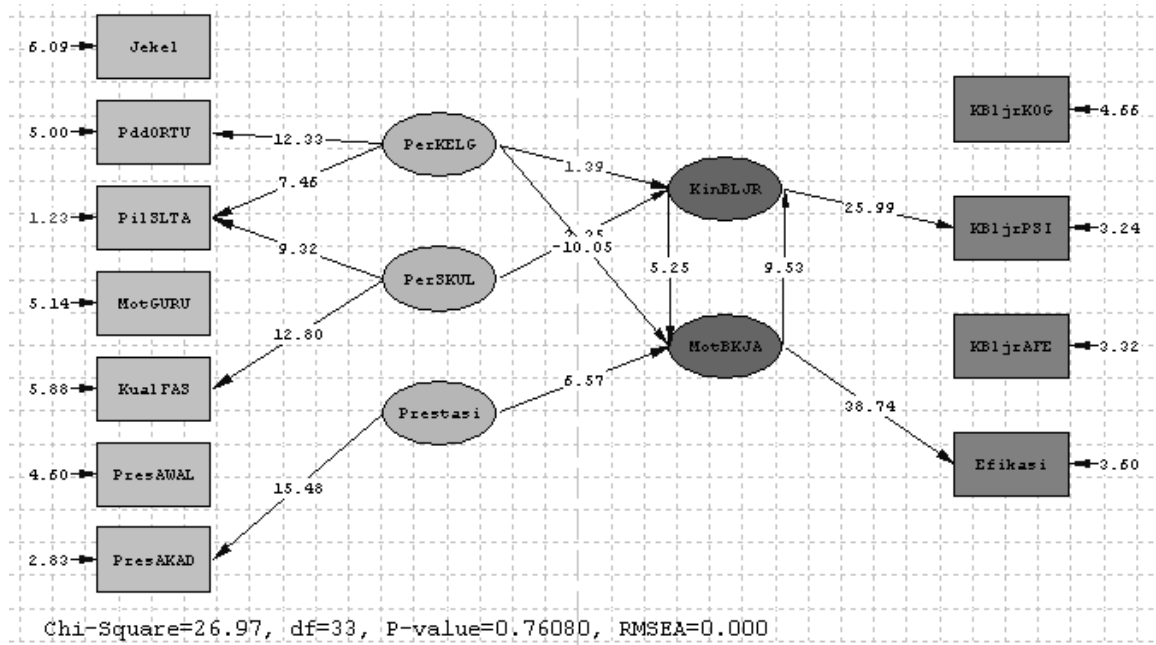 6.09 Jekel
5.00 PddORTU
1.23 PilSLTA
5.14 MotGURU
5.88 KualFAS
4.60 PresAWAL
2.83 PresAKAD
12.33
7.45
9.32
12.80
15.48
PerKELG
PerSKUL
Prestasi
1.39
-10.05
6.57
KinBLJR
5.25
9.53
MotBKJA
25.99
38.74
KBljrKOG 4.66
KBljrPSI 3.24
KBljrAFE 3.32
Efikasi 3.60
Chi-Square=26.97, df=33, P-value=0.76080, RMSEA=0.000